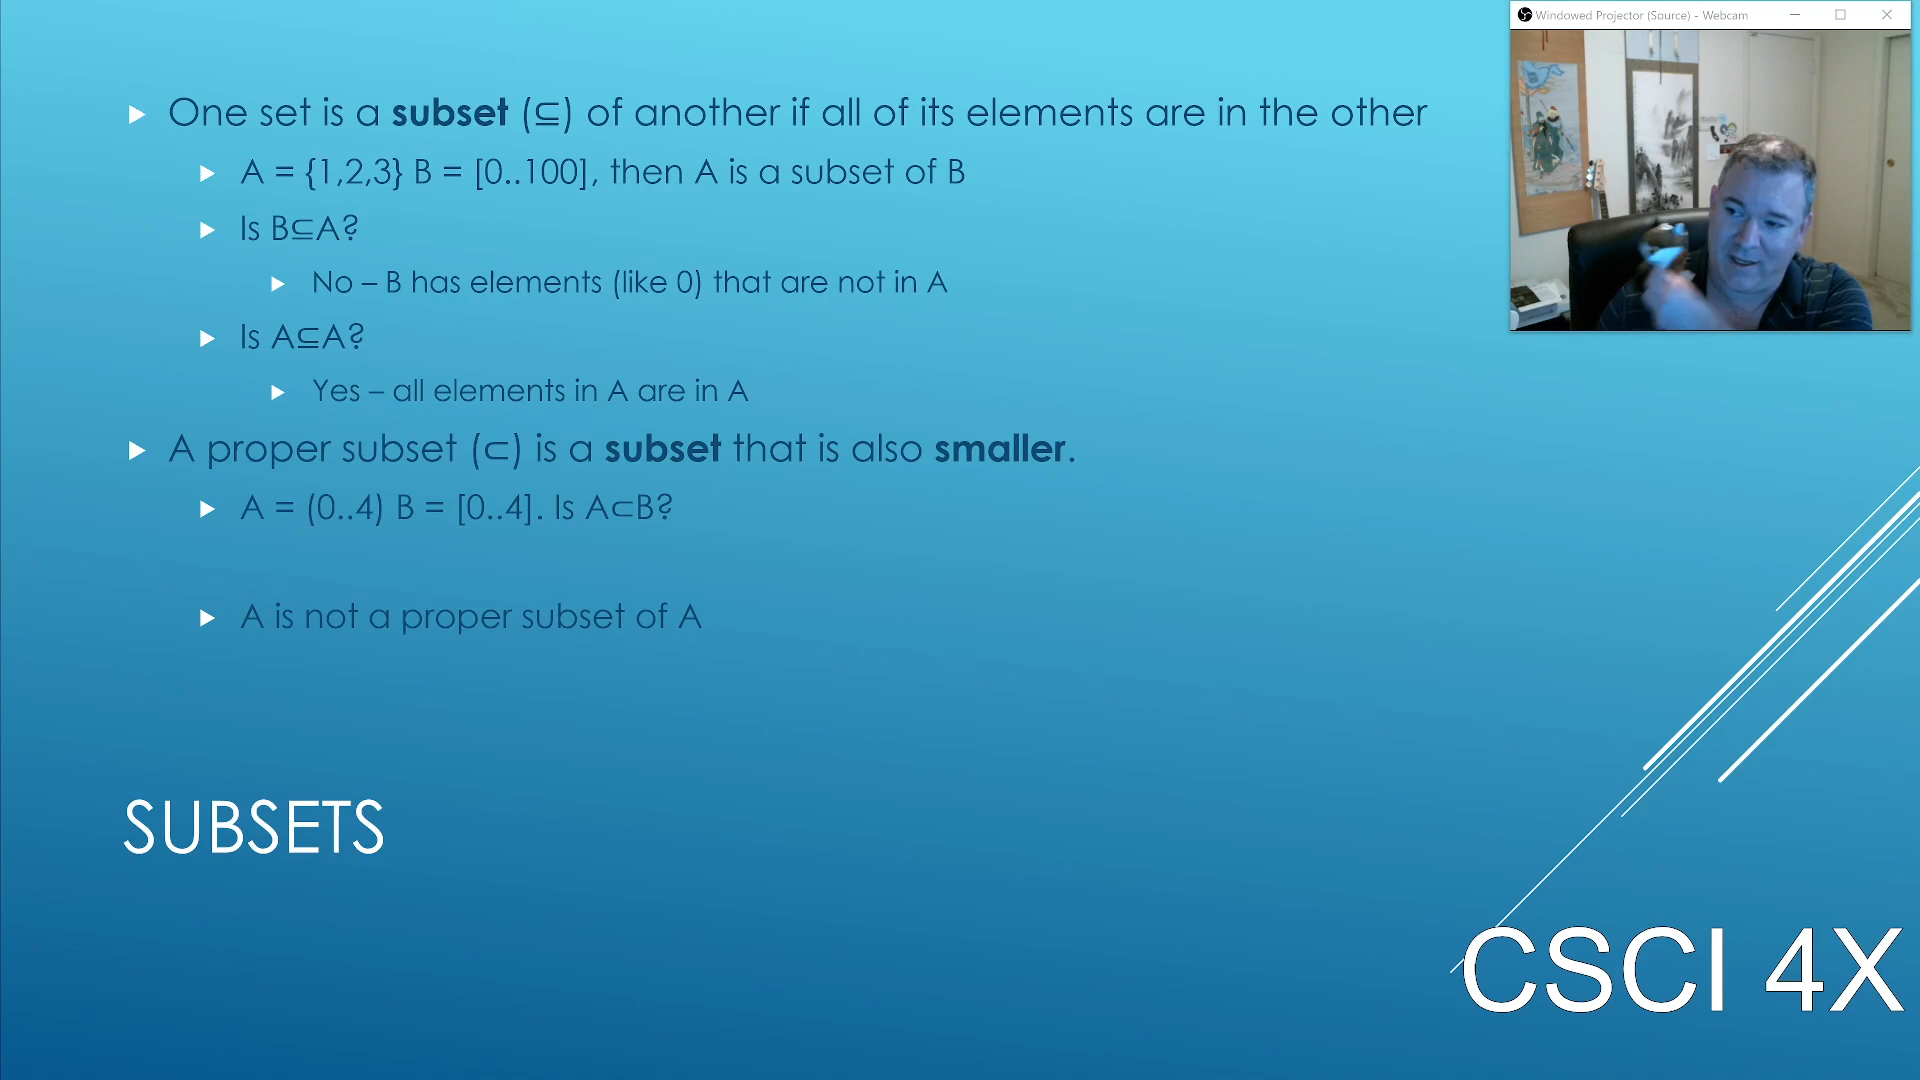 Windowed Projector (Source) - Webcam
One set is a subset (⊆) of another if all of its elements are in the other
A = {1,2,3} B = [0..100], then A is a subset of B
Is B⊆A?
No – B has elements (like 0) that are not in A
Is A⊆A?
Yes – all elements in A are in A
A proper subset (⊂) is a subset that is also smaller.
A = (0..4) B = [0..4]. Is A⊂B?
A is not a proper subset of A
SUBSETS
CSCI 4X